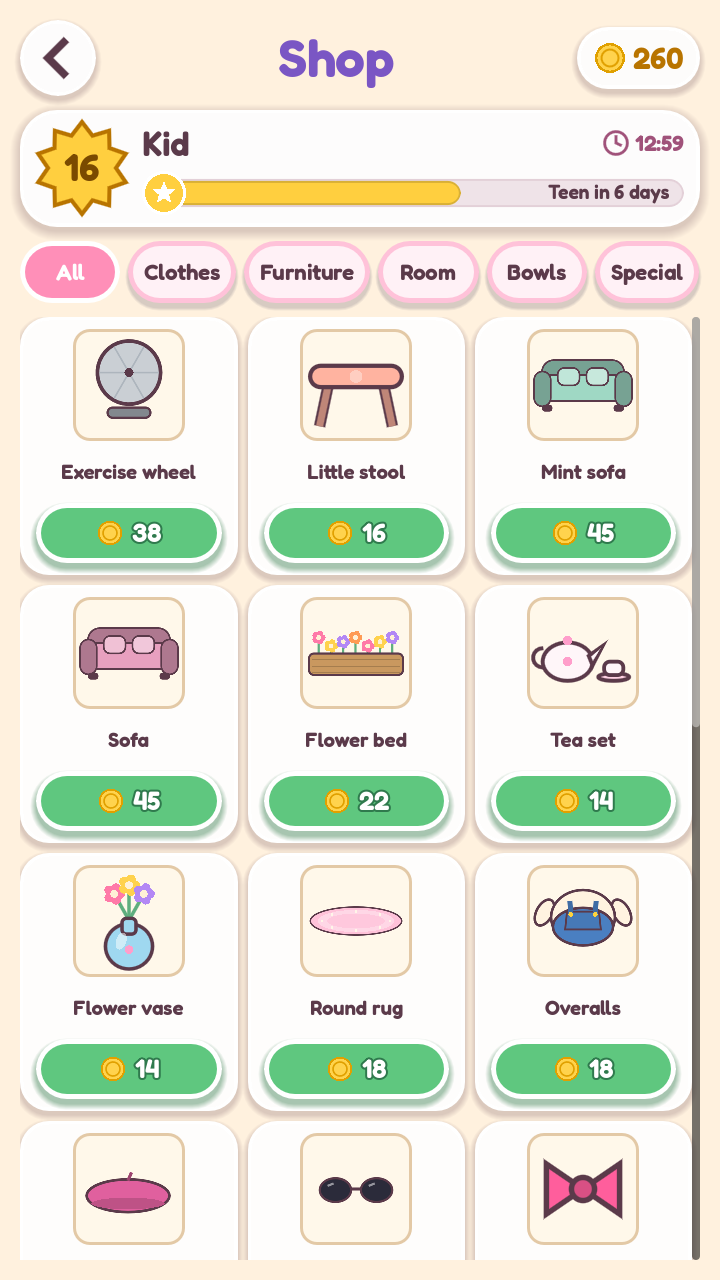 Shop
260
16
Kid
12:59
Teen in 6 days
All
Clothes
Furniture
Room
Bowls
Special
Exercise wheel
Little stool
Mint sofa
38
16
45
Sofa
Flower bed
Tea set
45
22
14
Flower vase
Round rug
Overalls
14
18
18